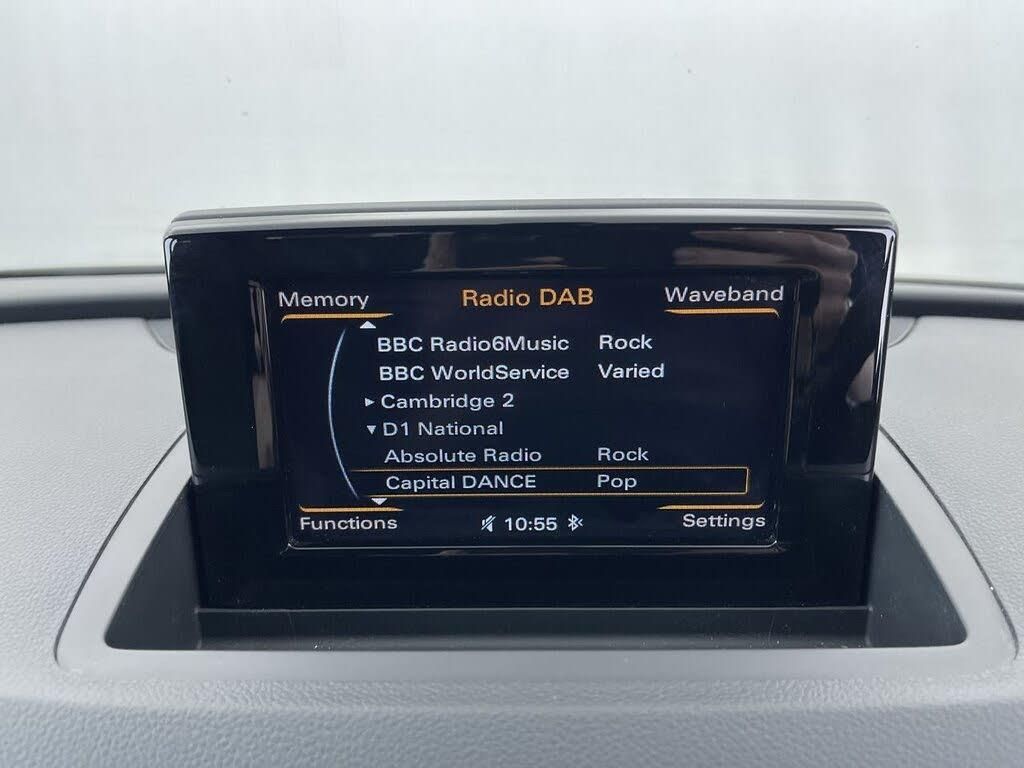 Memory Radio DAB Waveband
BBC Radio6Music Rock
BBC WorldService Varied
Cambridge 2
D1 National
Absolute Radio Rock
Capital DANCE Pop
Functions 10:55 Settings